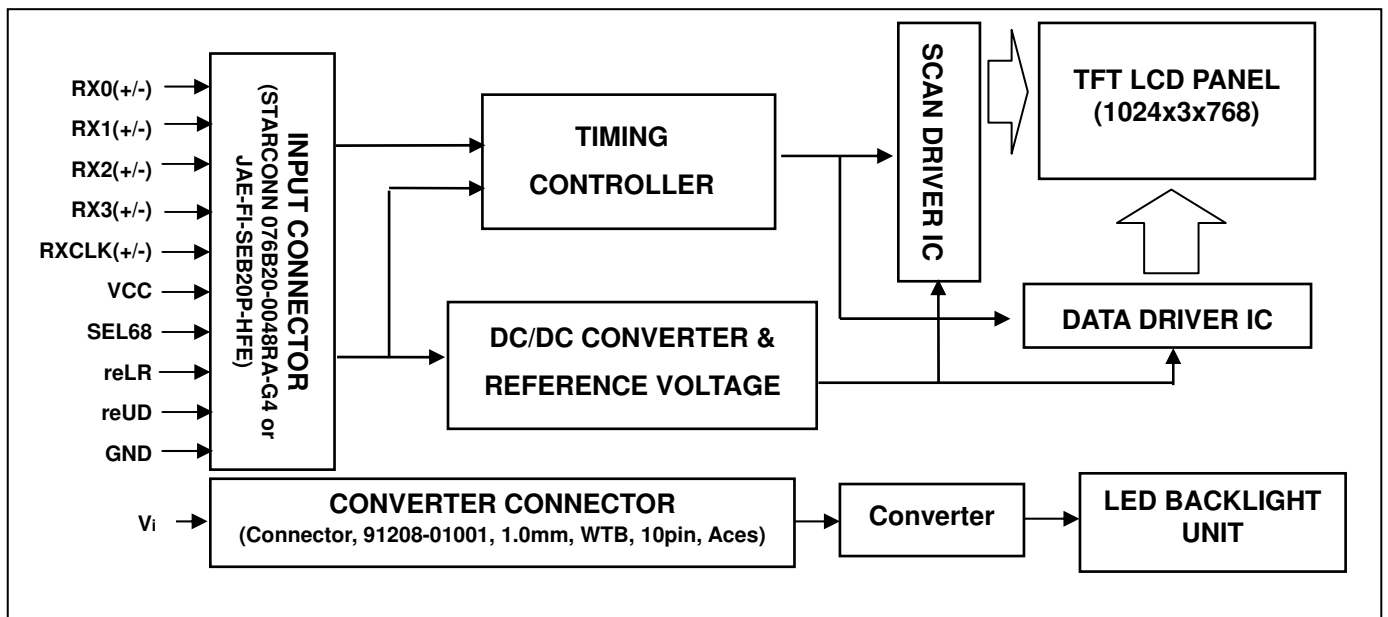 RX0(+/-)
RX1(+/-)
RX2(+/-)
RX3(+/-)
RXCLK(+/-)
VCC
SEL68
reLR
reUD
GND
INPUT CONNECTOR
(STARCONN 076B20-0048RA-G4 or
JAE-FI-SEB20P-HFE)
TIMING
CONTROLLER
DC/DC CONVERTER &
REFERENCE VOLTAGE
SCAN DRIVER IC
TFT LCD PANEL
(1024x3x768)
DATA DRIVER IC
Vi
CONVERTER CONNECTOR
(Connector, 91208-01001, 1.0mm, WTB, 10pin, Aces)
Converter
LED BACKLIGHT
UNIT